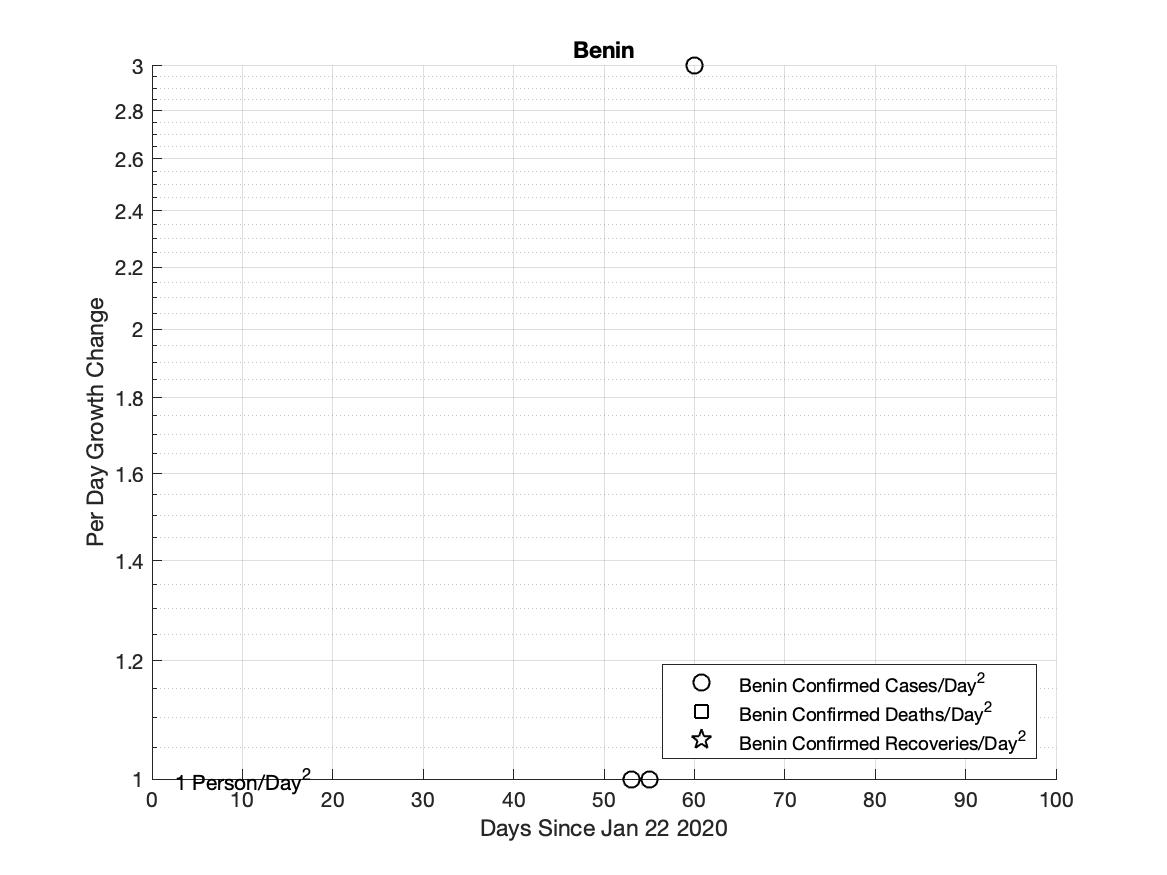 Benin
3
2.8
2.6
2.4
2.2
2
1.8
1.6
1.4
1.2
1
Per Day Growth Change
1 Person/Day²
0 10 20 30 40 50 60 70 80 90 100
Days Since Jan 22 2020
Benin Confirmed Cases/Day²
Benin Confirmed Deaths/Day²
Benin Confirmed Recoveries/Day²